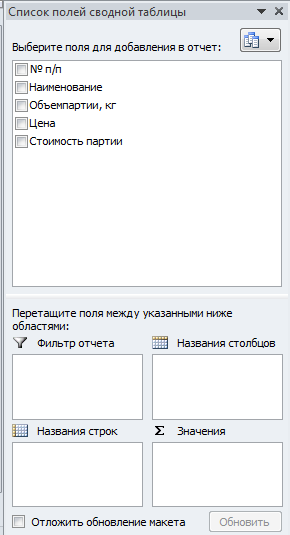 Список полей сводной таблицы
Выберите поля для добавления в отчет:
№ п/п
Наименование
Объемпартии, кг
Цена
Стоимость партии
Перетащите поля между указанными ниже
областями:
Фильтр отчета
Названия столбцов
Названия строк
Σ Значения
Отложить обновление макета
Обновить